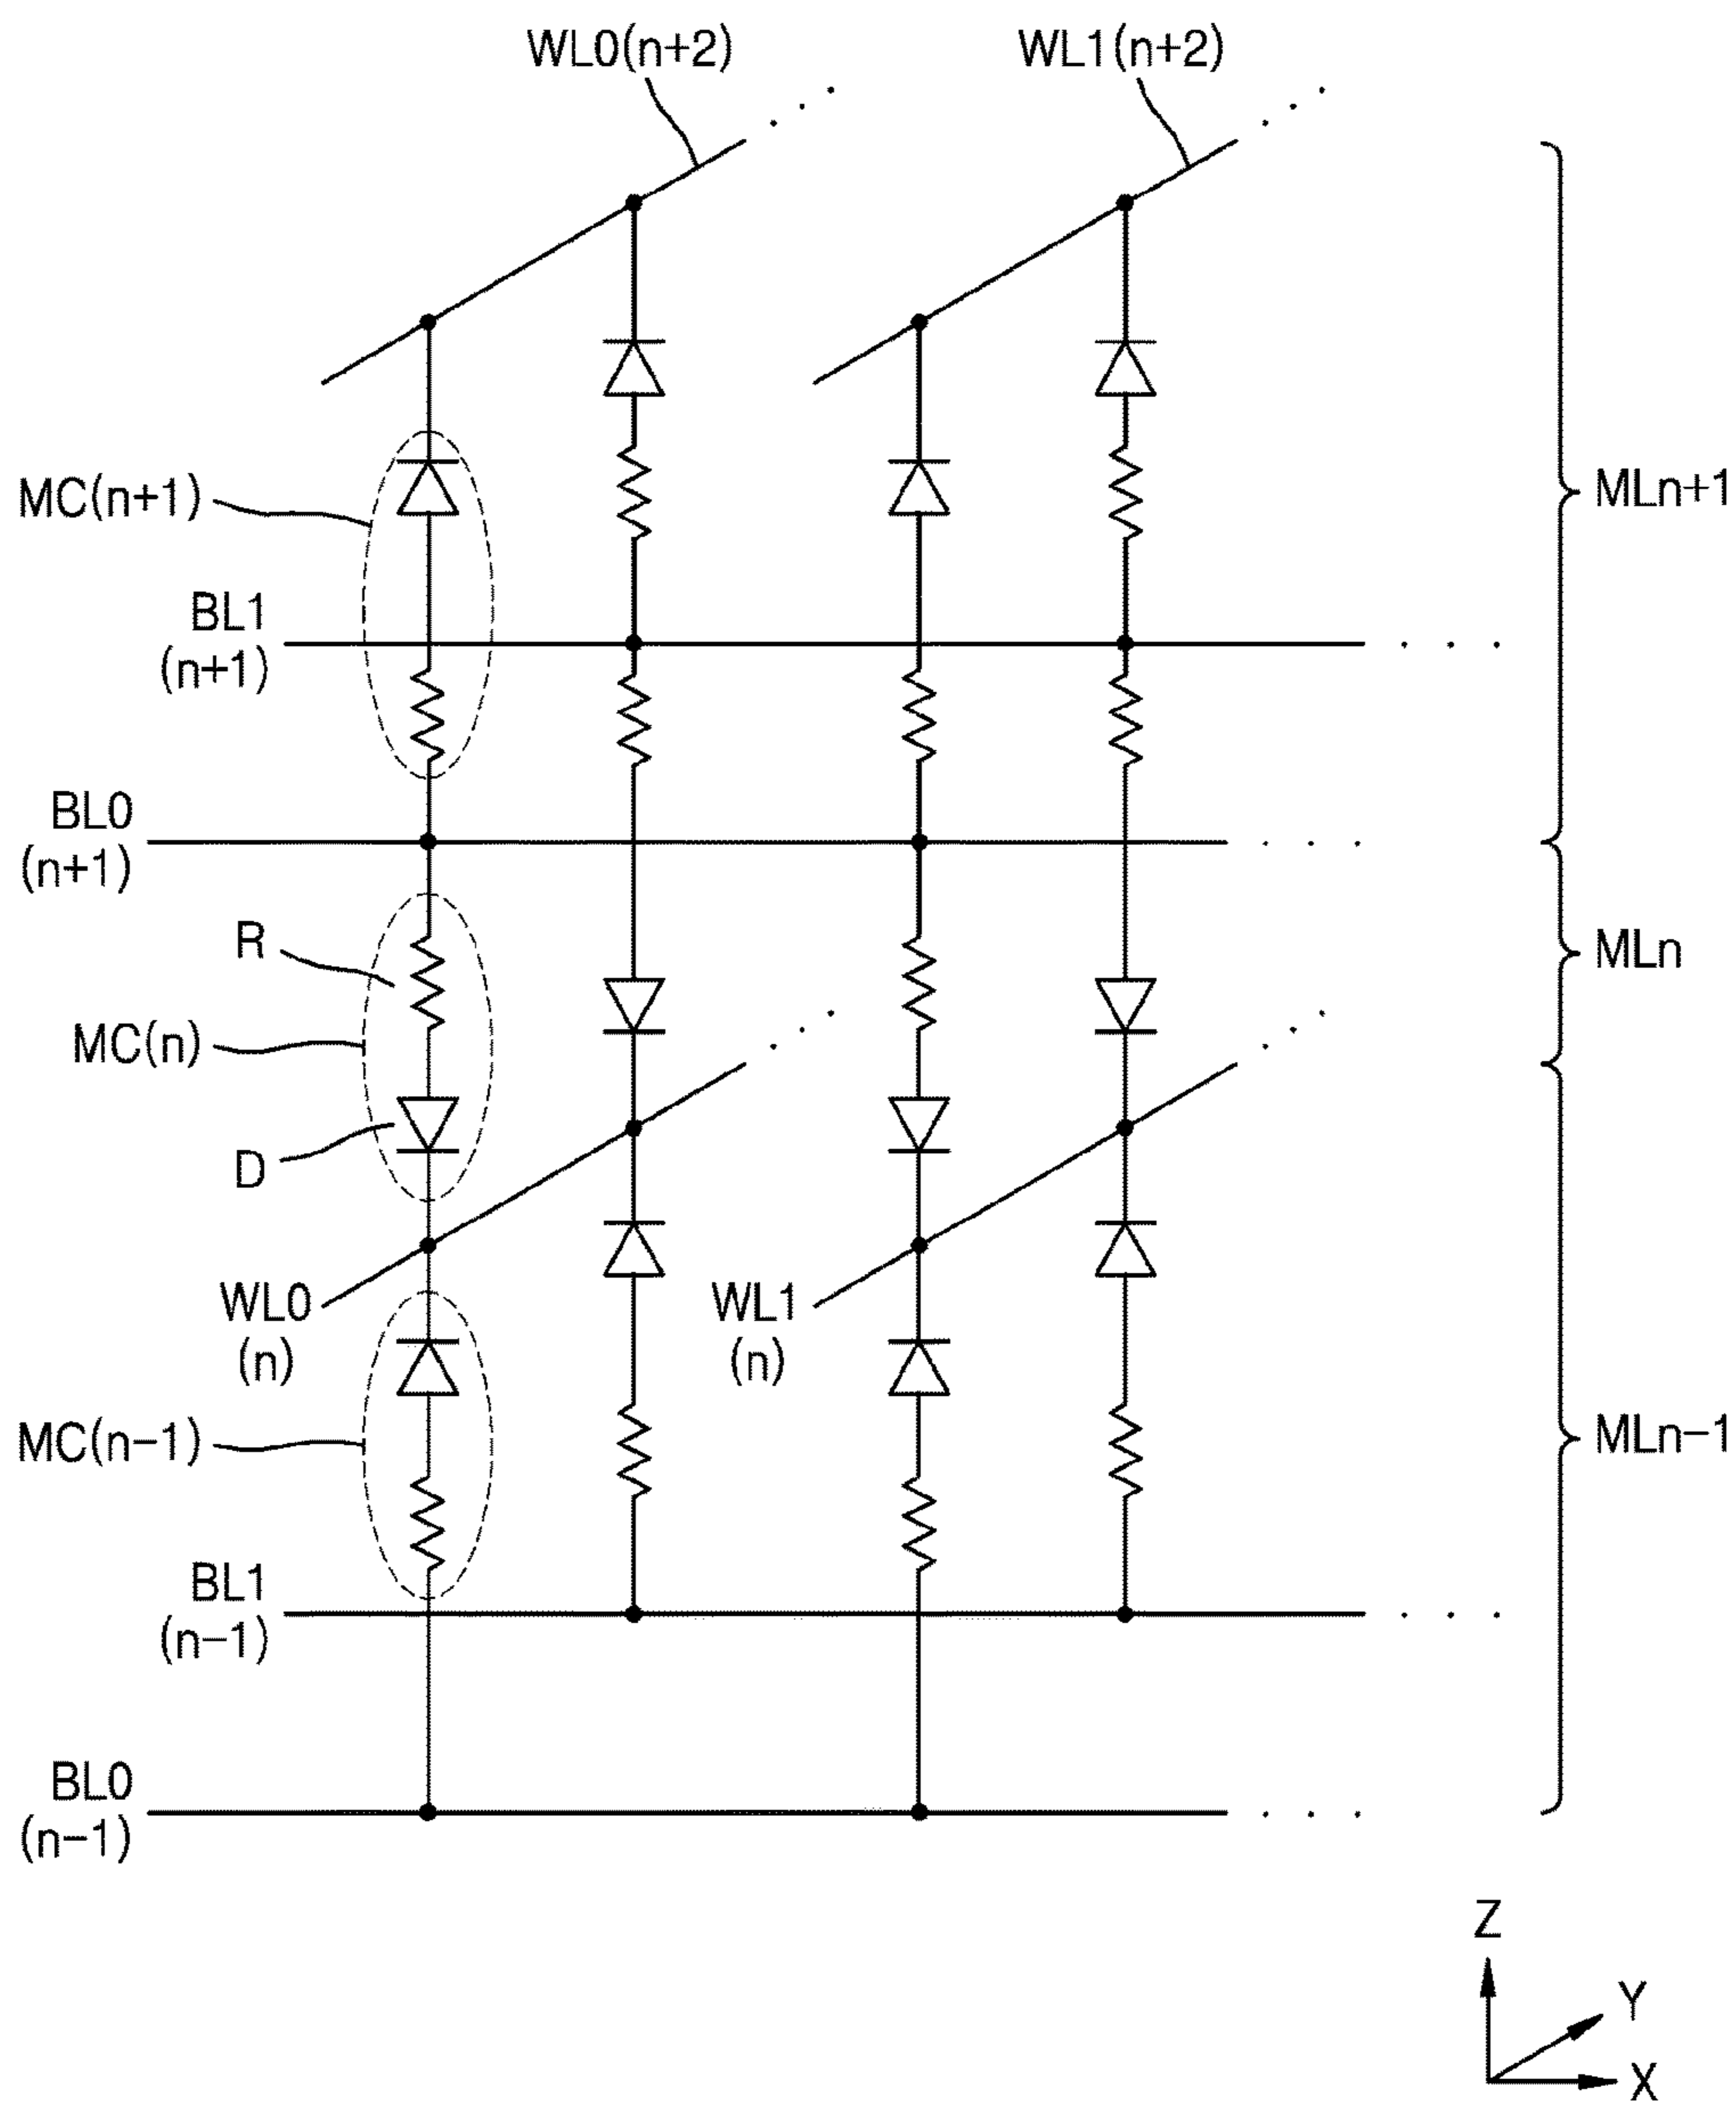 WL0(n+2) WL1(n+2)
MC(n+1)
MLn+1
BL1
(n+1)
BL0
(n+1)
R
MLn
MC(n)
D
WL0
(n)
WL1
(n)
MC(n-1)
MLn-1
BL1
(n-1)
BL0
(n-1)
Z
Y
X